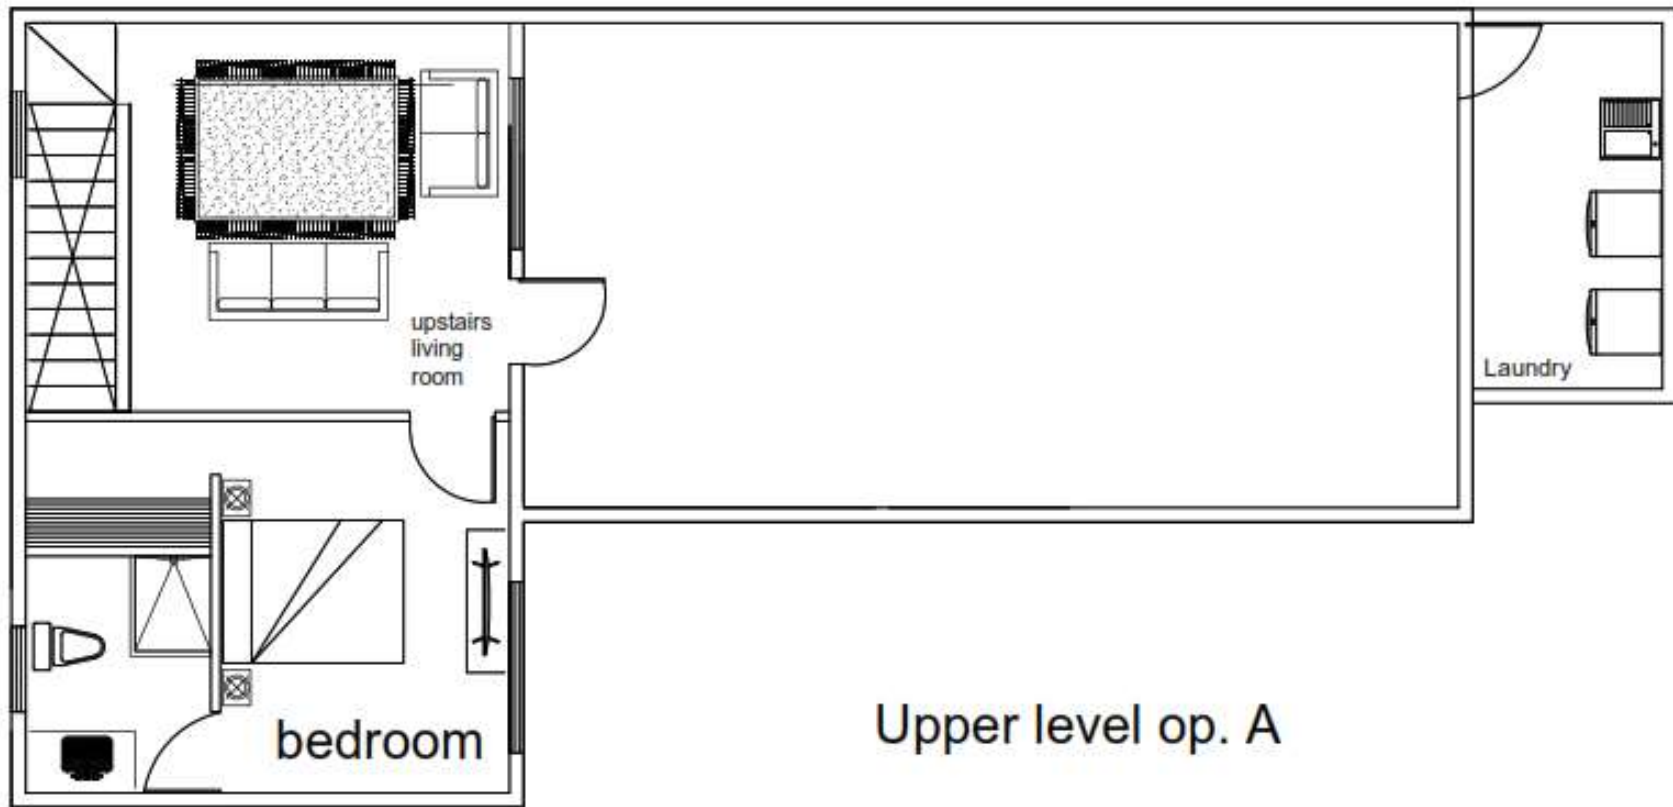 upstairs
living
room
Laundry
bedroom
Upper level op. A